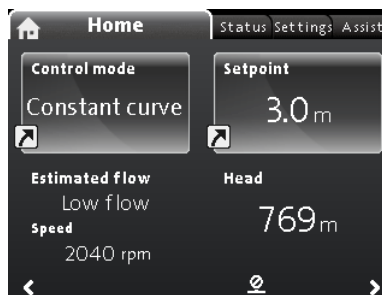 Home Status Settings Assist
Control mode
Constant curve
Setpoint
3.0 m
Estimated flow
Low flow
Speed
2040 rpm
Head
769 m